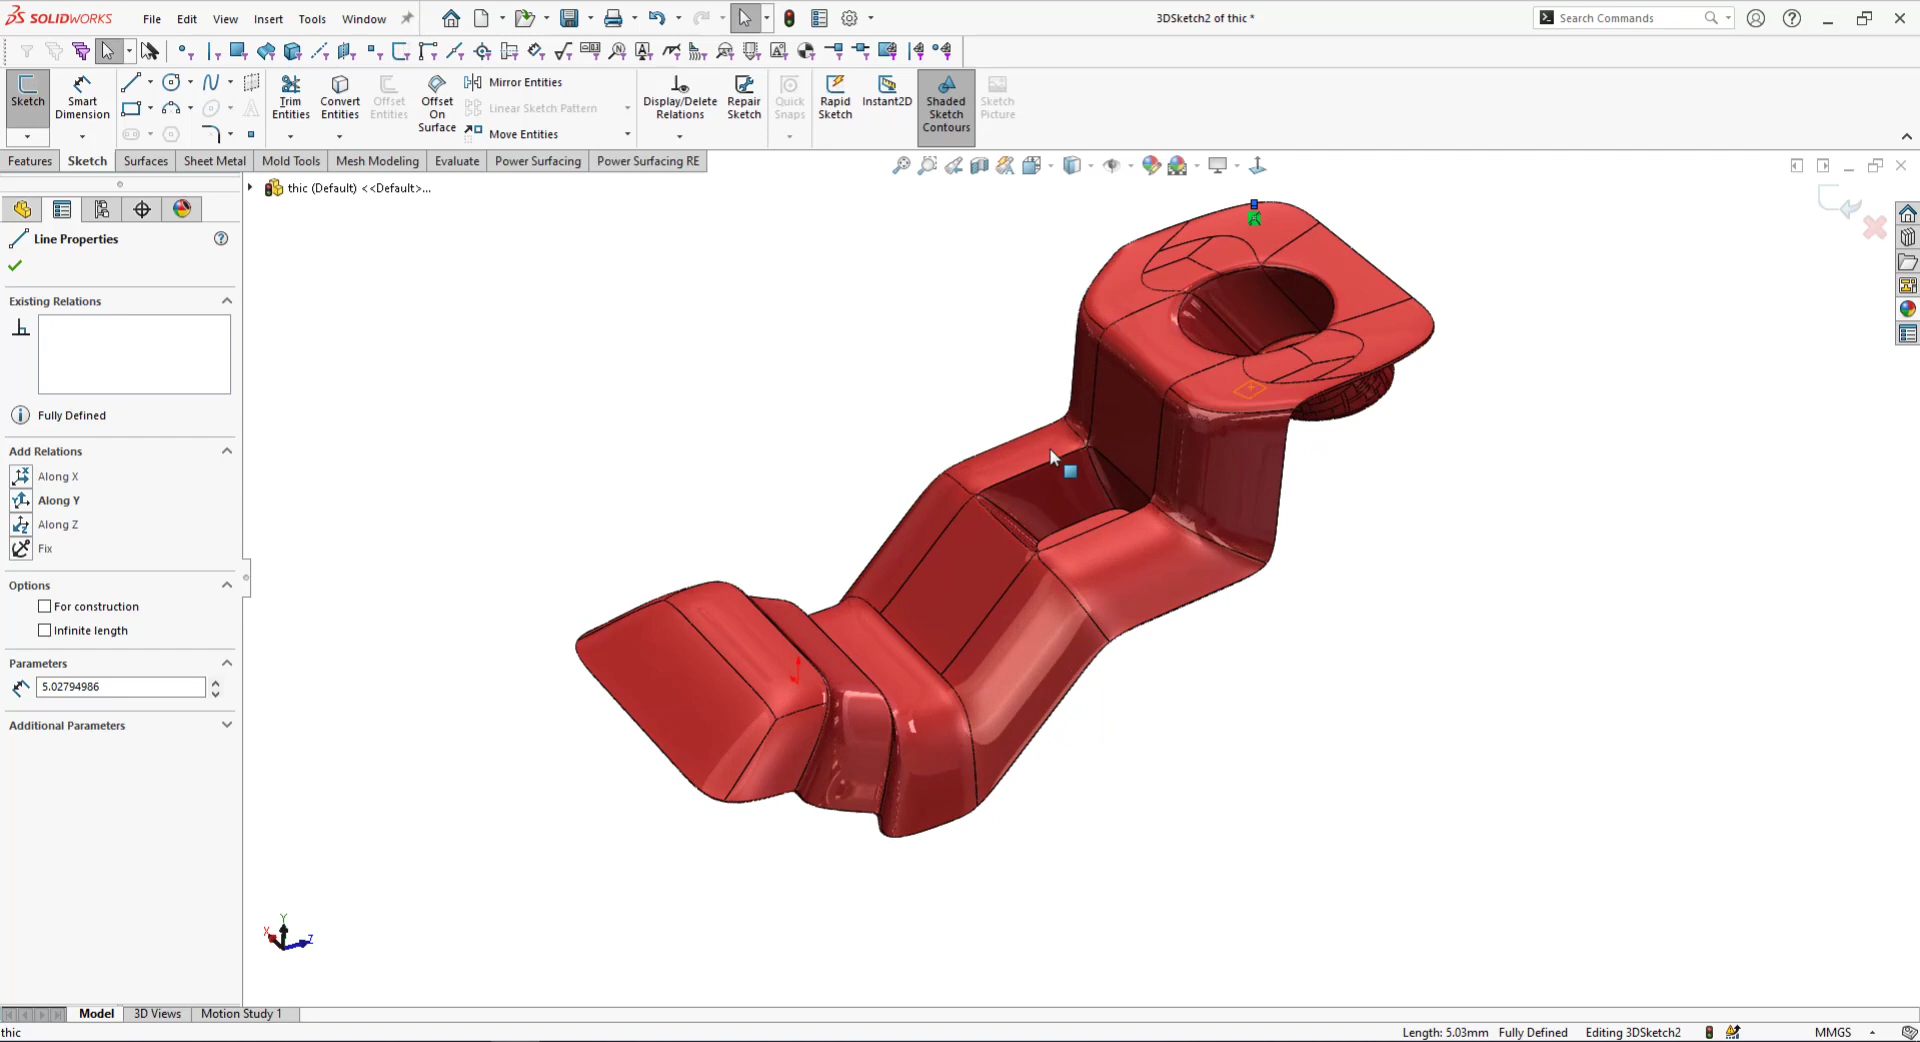 SOLIDWORKS File Edit View Insert Tools Window 3DSketch2 of thic * Search Commands
Sketch Smart Dimension Trim Entities Convert Entities Offset Entities Offset On Surface Mirror Entities Linear Sketch Pattern Move Entities Display/Delete Relations Repair Sketch Quick Snaps Rapid Sketch Instant2D Shaded Sketch Contours Sketch Picture
Features Sketch Surfaces Sheet Metal Mold Tools Mesh Modeling Evaluate Power Surfacing Power Surfacing RE
thic (Default) <<Default>...
Line Properties
Existing Relations
Fully Defined
Add Relations
Along X
Along Y
Along Z
Fix
Options
For construction
Infinite length
Parameters
5.02794986
Additional Parameters
Y
X Z
Model 3D Views Motion Study 1
thic Length: 5.03mm Fully Defined Editing 3DSketch2 MMGS